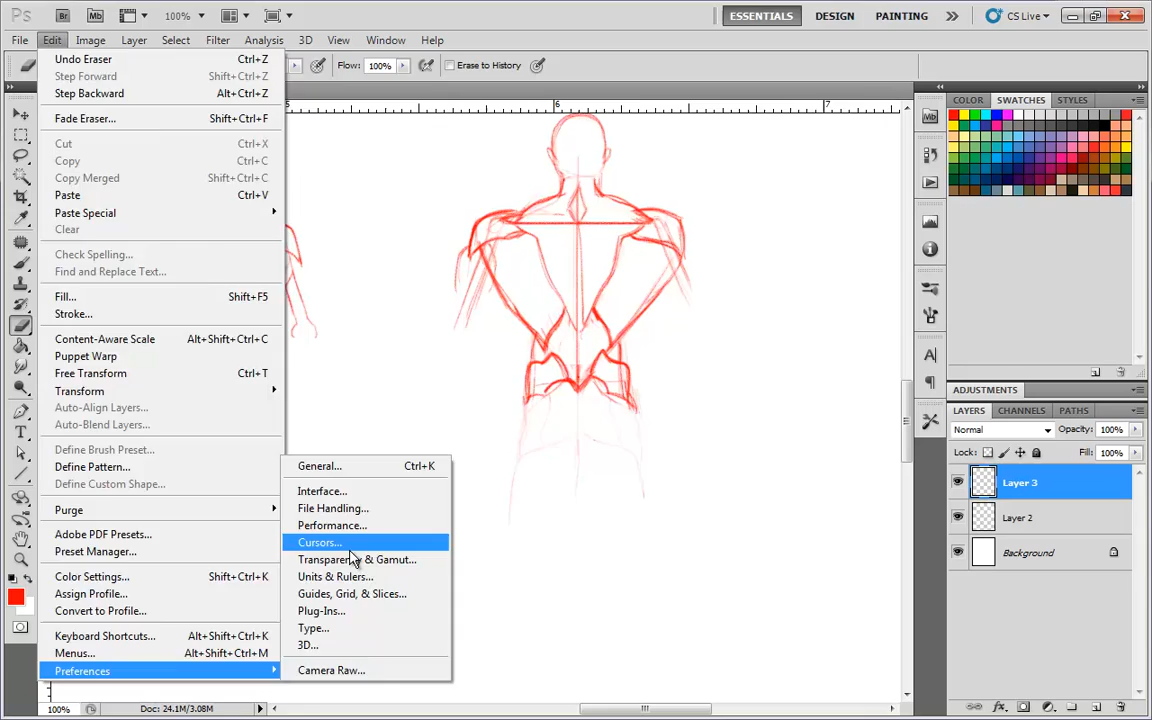 Ps Br Mb 100% ESSENTIALS DESIGN PAINTING CS Live
File Edit Image Layer Select Filter Analysis 3D View Window Help
Flow: 100% Erase to History
Undo Eraser Ctrl+Z
Step Forward Shift+Ctrl+Z
Step Backward Alt+Ctrl+Z
Fade Eraser... Shift+Ctrl+F
Cut Ctrl+X
Copy Ctrl+C
Copy Merged Shift+Ctrl+C
Paste Ctrl+V
Paste Special
Clear
Check Spelling...
Find and Replace Text...
Fill... Shift+F5
Stroke...
Content-Aware Scale Alt+Shift+Ctrl+C
Puppet Warp
Free Transform Ctrl+T
Transform
Auto-Align Layers...
Auto-Blend Layers...
Define Brush Preset...
Define Pattern...
Define Custom Shape...
Purge
Adobe PDF Presets...
Preset Manager...
Color Settings... Shift+Ctrl+K
Assign Profile...
Convert to Profile...
Keyboard Shortcuts... Alt+Shift+Ctrl+K
Menus... Alt+Shift+Ctrl+M
Preferences
General... Ctrl+K
Interface...
File Handling...
Performance...
Cursors...
Transparency & Gamut...
Units & Rulers...
Guides, Grid, & Slices...
Plug-Ins...
Type...
3D...
Camera Raw...
5 6 7
COLOR SWATCHES STYLES
Mb
ADJUSTMENTS
LAYERS CHANNELS PATHS
Normal Opacity: 100%
Lock: Fill: 100%
Layer 3
Layer 2
Background
100% Doc: 24.1M/3.08M